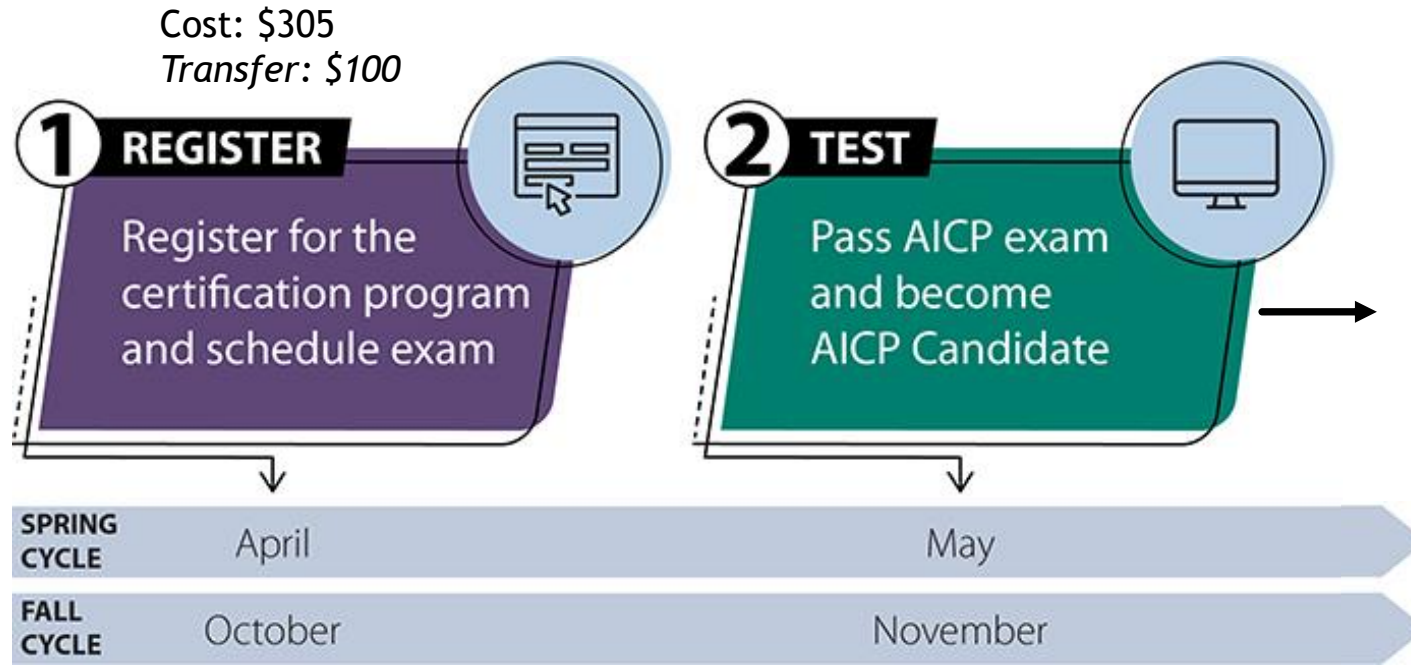 Cost: $305
Transfer: $100
1 REGISTER
Register for the
certification program
and schedule exam
2 TEST
Pass AICP exam
and become
AICP Candidate
SPRING
CYCLE
April
May
FALL
CYCLE
October
November